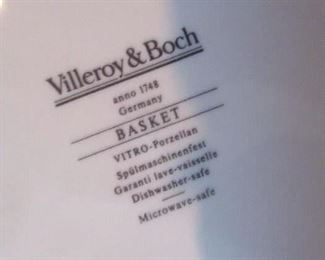 Villeroy & Boch
anno 1748
Germany
BASKET
VITRO-Porzellan
Spülmaschinenfest
Garanti lave-vaisselle
Dishwasher-safe
Microwave-safe